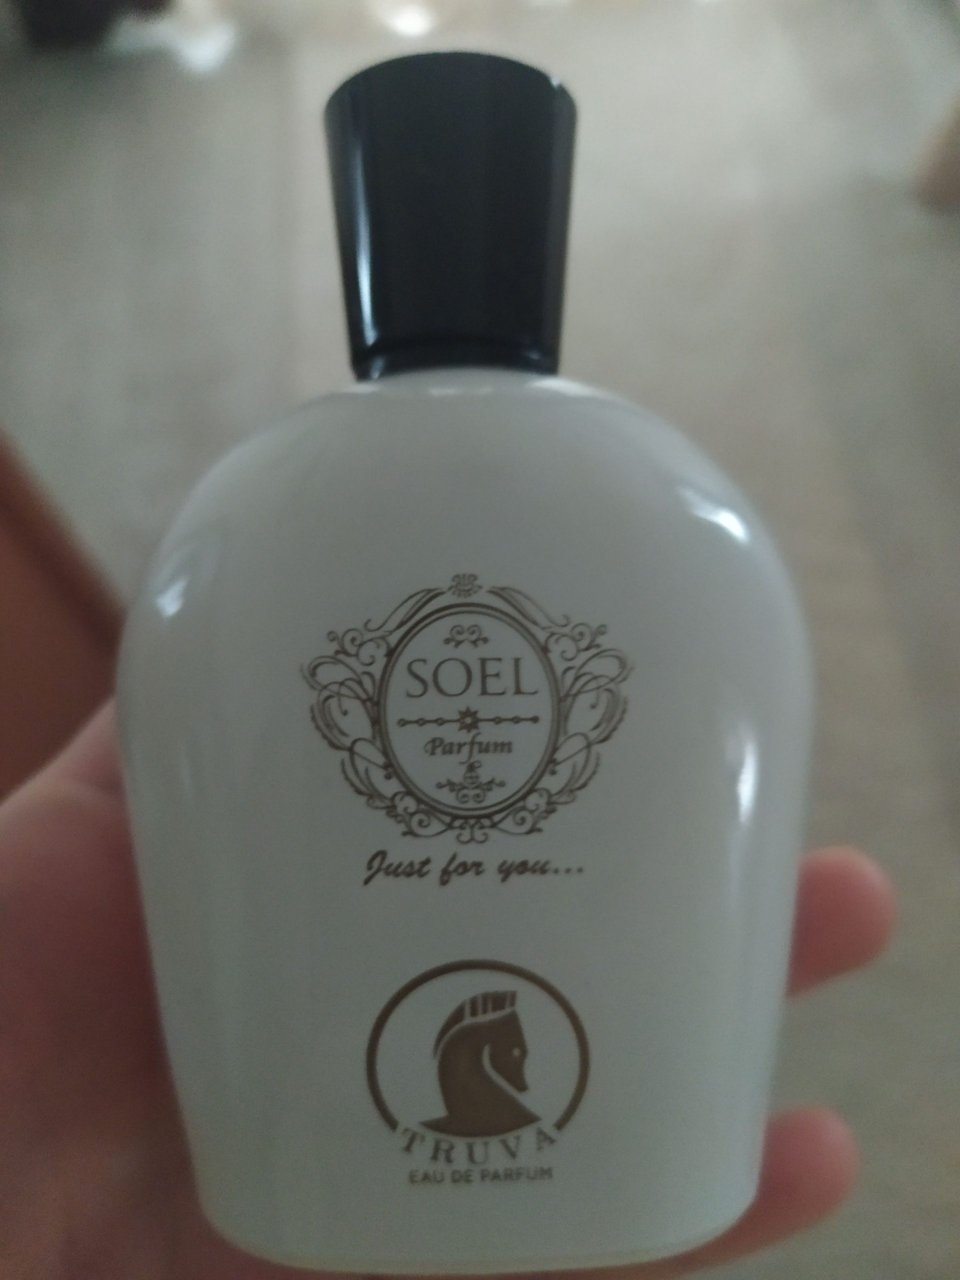 SOEL
Parfum
Just for you...
TRUVA
EAU DE PARFUM